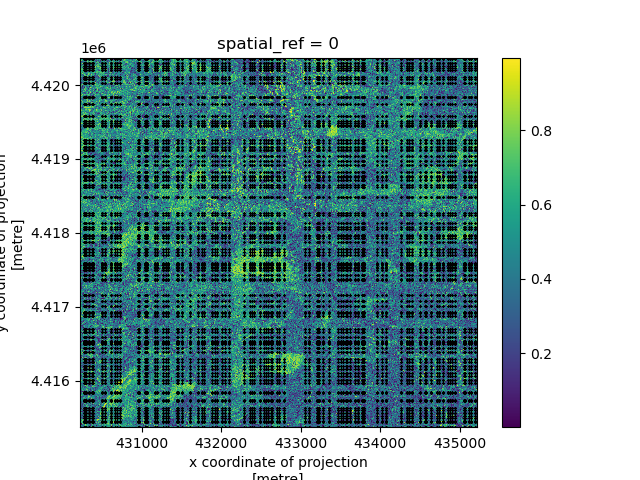 spatial_ref = 0
1e6
4.420
4.419
4.418
4.417
4.416
y coordinate of projection
[metre]
431000 432000 433000 434000 435000
x coordinate of projection
[metre]
0.8
0.6
0.4
0.2